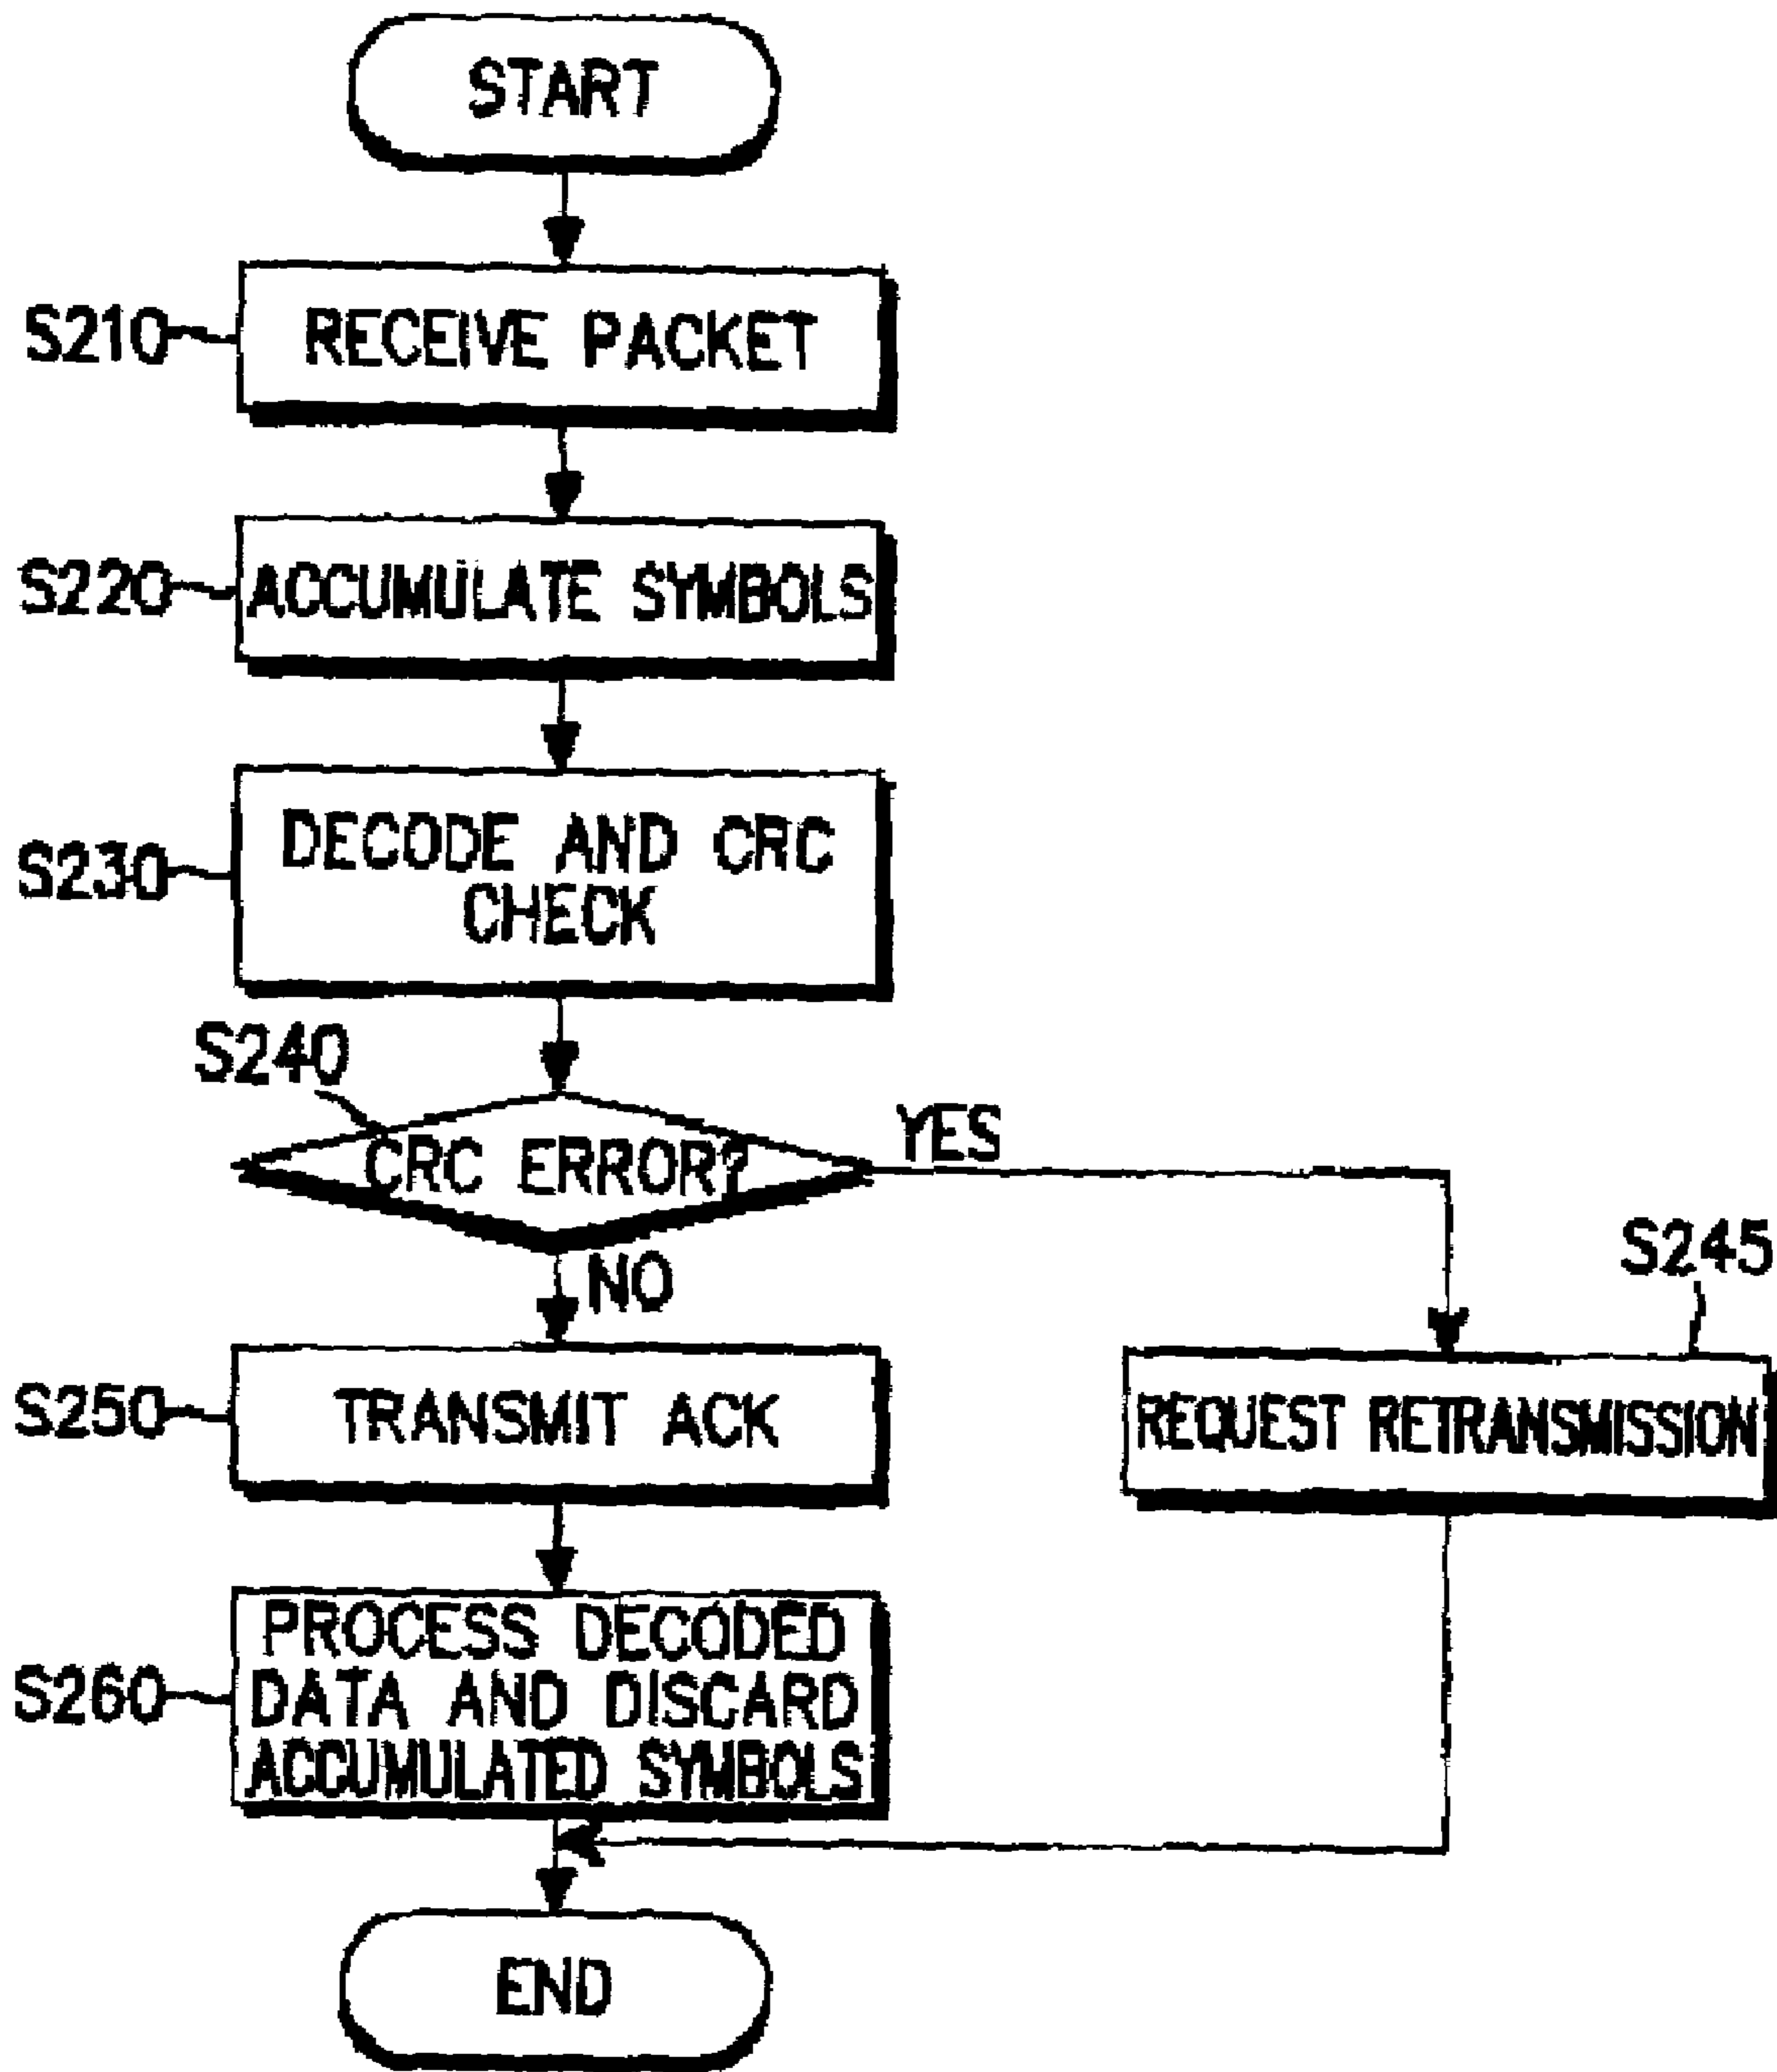 START
S210
RECEIVE PACKET
S220
ACCUMULATE SYMBOLS
S230
DECODE AND CRC
CHECK
S240
CRC ERROR?
YES
NO
S245
S250
TRANSMIT ACK
REQUEST RETRANSMISSION
S260
PROCESS DECODED
DATA AND DISCARD
ACCUMULATED SYMBOLS
END